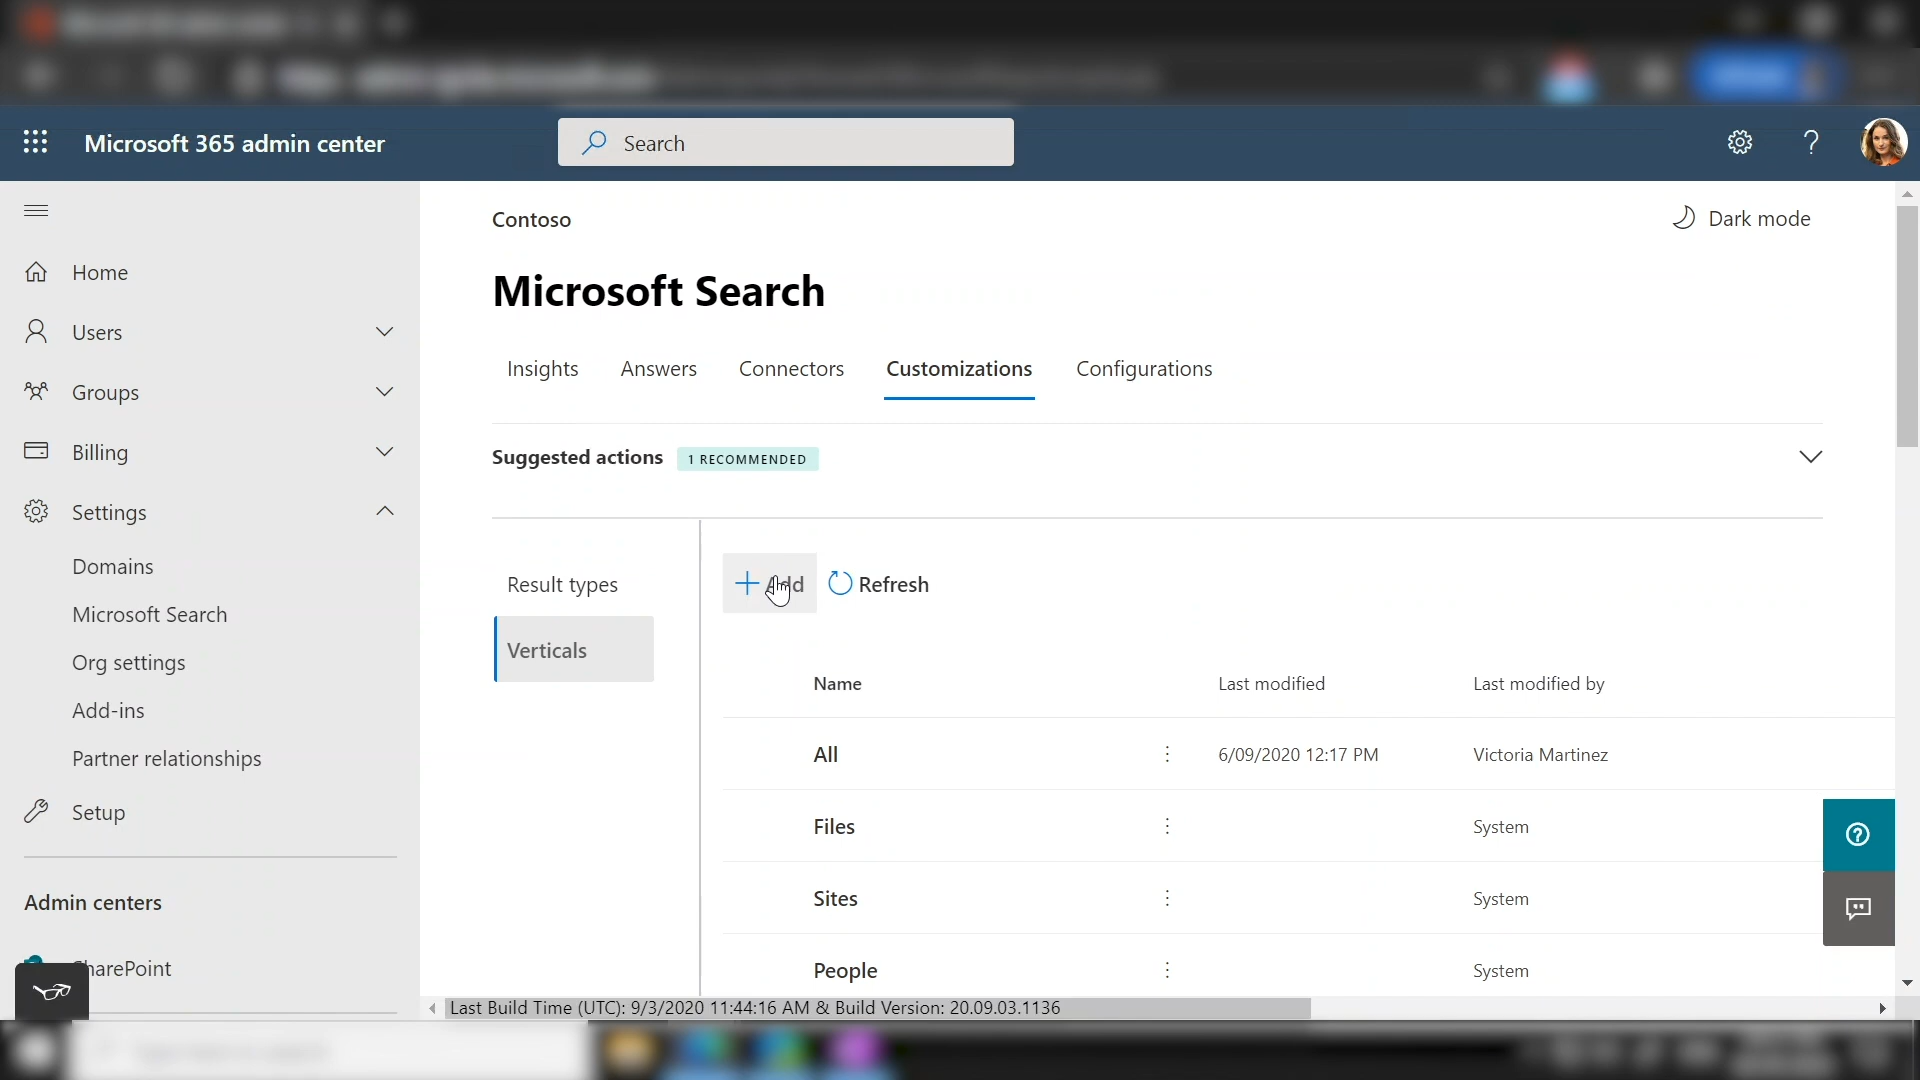 Microsoft 365 admin center
Search
Contoso
Dark mode
Microsoft Search
Home
Users
Groups
Billing
Settings
Domains
Microsoft Search
Org settings
Add-ins
Partner relationships
Setup
Admin centers
SharePoint
Insights Answers Connectors Customizations Configurations
Suggested actions 1 RECOMMENDED
Result types
Verticals
Add Refresh
Name Last modified Last modified by
All 6/09/2020 12:17 PM Victoria Martinez
Files System
Sites System
People System
Last Build Time (UTC): 9/3/2020 11:44:16 AM & Build Version: 20.09.03.1136